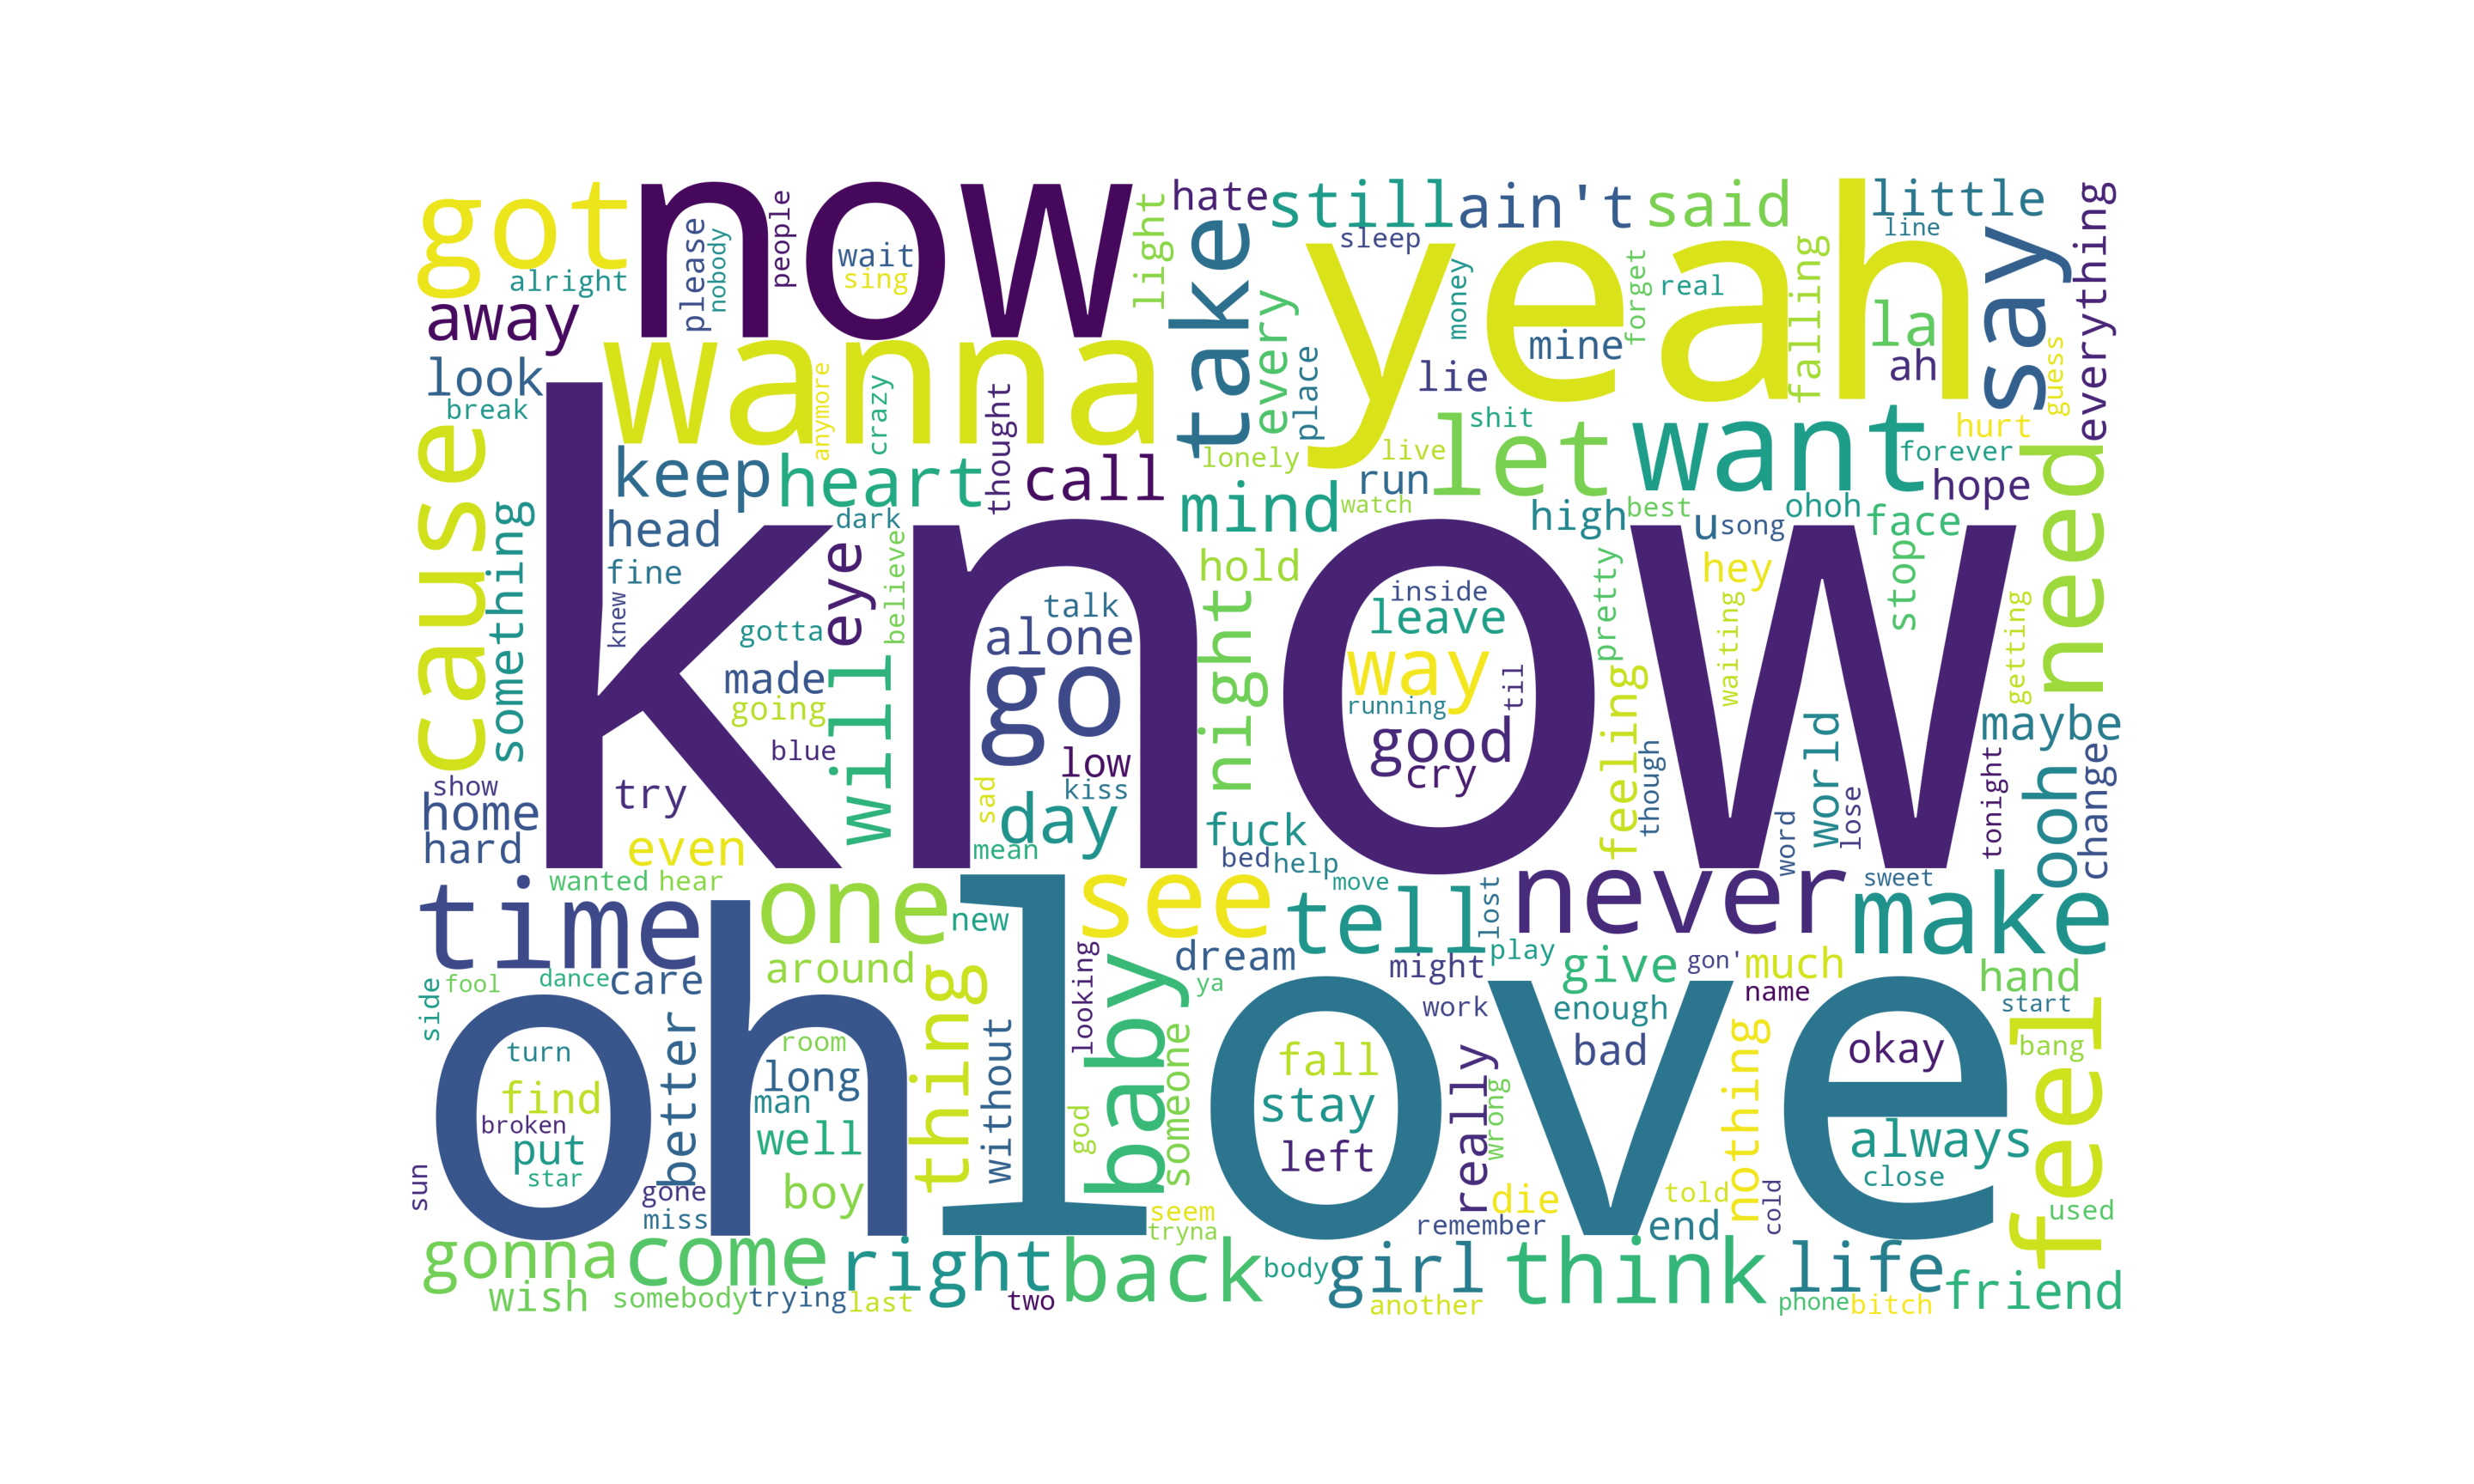 got
now
yeah
take
hate
still
ain't
said
little
line
say
everything
light
people
please
nobody
wait
sing
alright
away
sleep
money
forget
real
falling
la
ah
guess
mine
lie
every
place
look
break
wanna
anymore
crazy
thought
cause
something
keep
heart
call
lonely
live
shit
let
want
hurt
forever
hope
need
run
mind
watch
high
best
u
song
ohoh
face
head
dark
eye
believe
fine
knew
know
hold
hey
stop
pretty
waiting
getting
gotta
talk
alone
go
inside
leave
way
running
til
good
cry
night
made
going
will
blue
low
kiss
day
sad
mean
feeling
though
world
lose
word
tonight
maybe
ooh
change
show
home
hard
try
even
fuck
bed
help
move
wanted
hear
time
one
new
see
tell
lost
never
sweet
make
oh
love
side
fool
dance
care
around
thing
looking
baby
dream
ya
might
play
give
gon'
much
name
hand
start
work
enough
bad
nothing
okay
bang
feel
turn
find
broken
put
star
better
room
long
man
well
boy
without
god
someone
fall
stay
left
really
wrong
always
close
sun
gone
miss
seem
tryna
die
remember
told
cold
end
used
gonna
come
right
back
body
girl
think
life
friend
wish
somebody
trying
last
two
another
phone
bitch